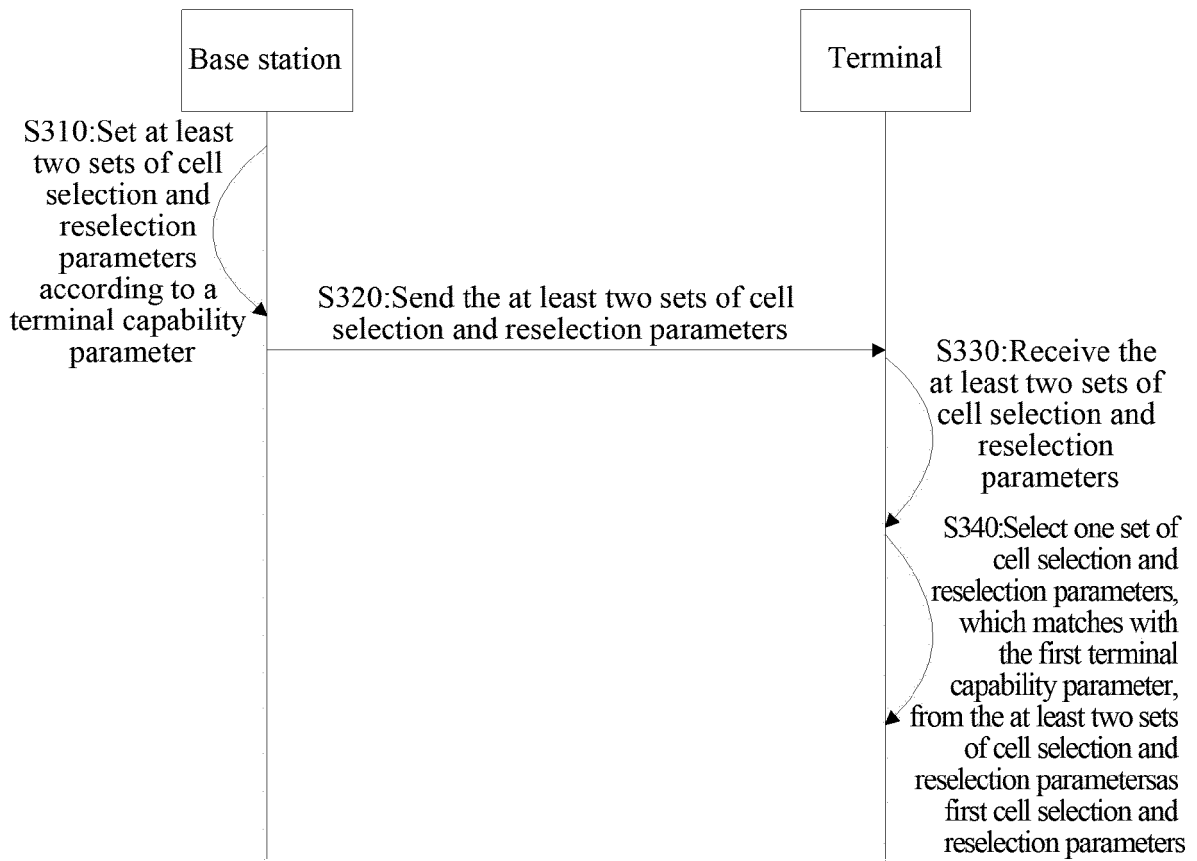 Base station
Terminal
S310:Set at least
two sets of cell
selection and
reselection
parameters
according to a
terminal capability
parameter
S320:Send the at least two sets of cell
selection and reselection parameters
S330:Receive the
at least two sets of
cell selection and
reselection
parameters
S340:Select one set of
cell selection and
reselection parameters,
which matches with
the first terminal
capability parameter,
from the at least two sets
of cell selection and
reselection parametersas
first cell selection and
reselection parameters